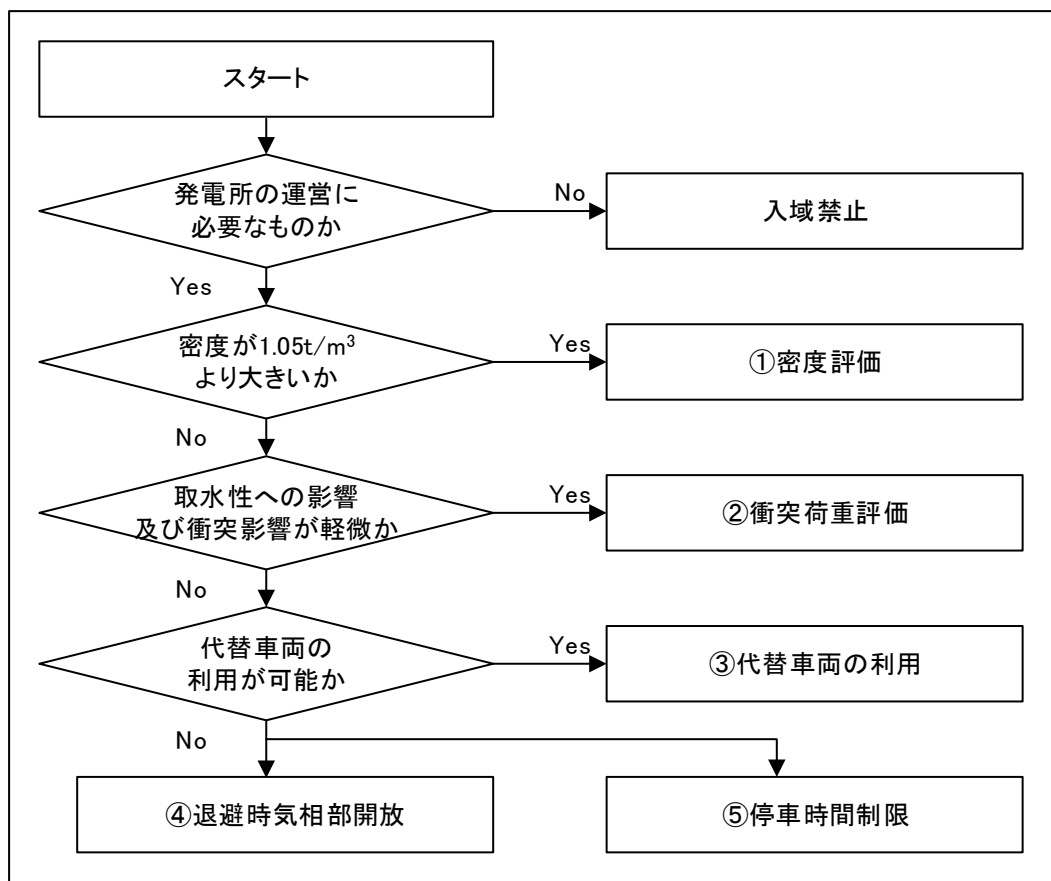 スタート
発電所の運営に
必要なものか
No
入域禁止
Yes
密度が1.05t/m³
より大きいか
Yes
①密度評価
No
取水性への影響
及び衝突影響が軽微か
Yes
②衝突荷重評価
No
代替車両の
利用が可能か
Yes
③代替車両の利用
No
④退避時気相部開放
⑤停車時間制限